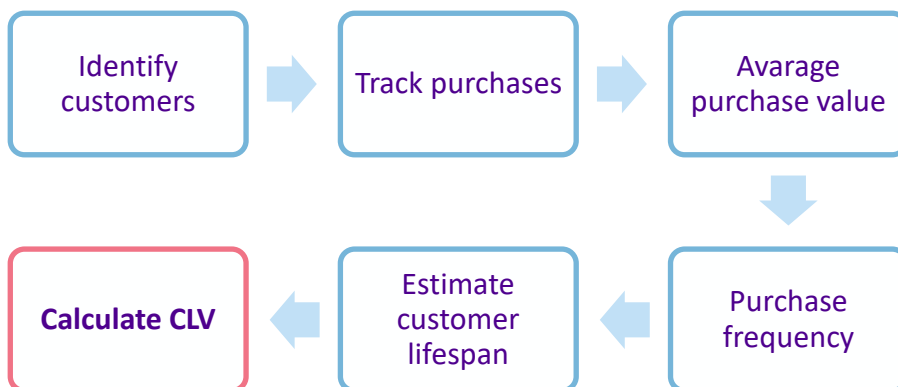 Identify
customers
Track purchases
Avarage
purchase value
Purchase
frequency
Estimate
customer
lifespan
Calculate CLV